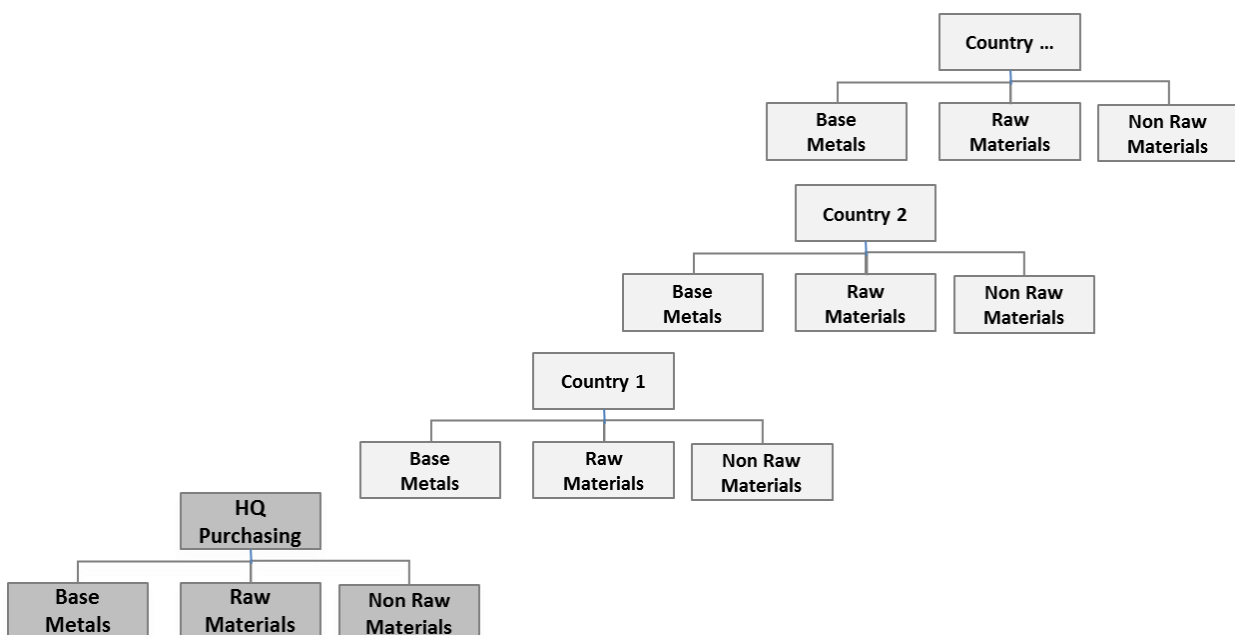 Country ...
Base
Metals
Raw
Materials
Non Raw
Materials
Country 2
Base
Metals
Raw
Materials
Non Raw
Materials
Country 1
Base
Metals
Raw
Materials
Non Raw
Materials
HQ
Purchasing
Base
Metals
Raw
Materials
Non Raw
Materials